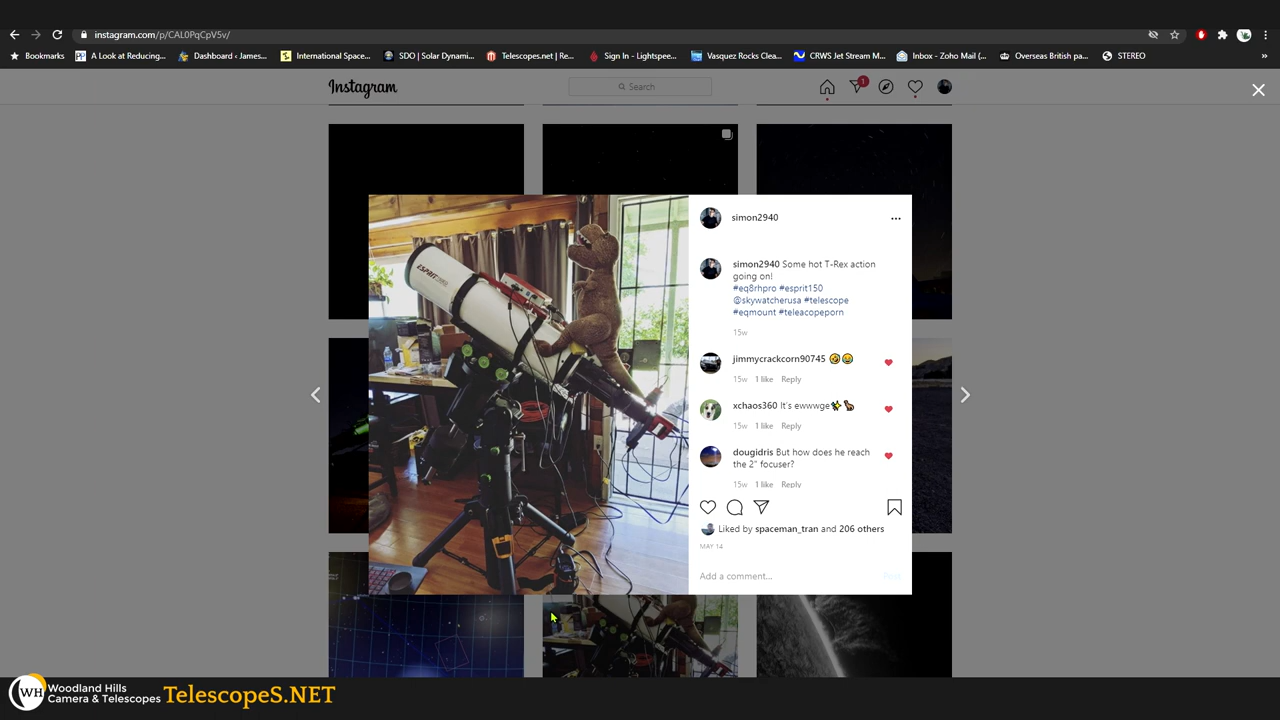 instagram.com/p/CAL0PqCpV5v/
Bookmarks
A Look at Reducing...
Dashboard ‹ James...
International Space...
SDO | Solar Dynami...
Telescopes.net | Re...
Sign In - Lightspee...
Vasquez Rocks Clea...
CRWS Jet Stream M...
Inbox - Zoho Mail (...
Overseas British pa...
STEREO
»
Instagram
Search
1
simon2940
simon2940 Some hot T-Rex action
going on!
#eq8rhpro #esprit150
@skywatcherusa #telescope
#eqmount #teleacopeporn
15w
jimmycrackcorn90745 🤣😂
15w 1 like Reply
xchaos360 It's ewwwge✨🦖
15w 1 like Reply
dougidris But how does he reach
the 2" focuser?
15w 1 like Reply
Liked by spaceman_tran and 206 others
MAY 14
Add a comment...
Post
ESPRIT
WH
Woodland Hills
Camera & Telescopes
TelescopeS.NET